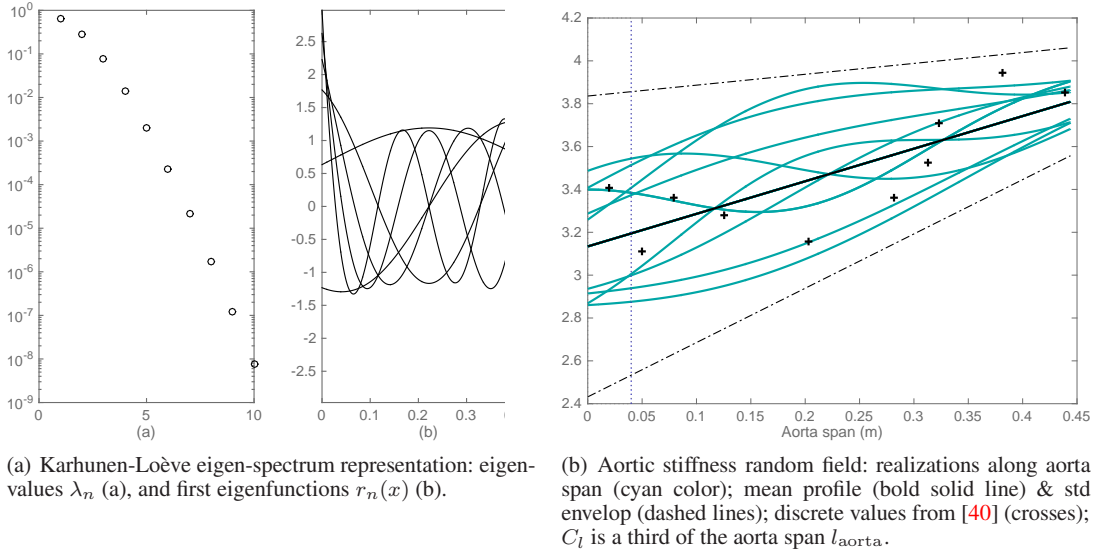 10^0
10^-1
10^-2
10^-3
10^-4
10^-5
10^-6
10^-7
10^-8
10^-9
0 5 10
(a)
2.5
2
1.5
1
0.5
0
-0.5
-1
-1.5
-2
-2.5
0 0.1 0.2 0.3
(b)
4.2
4
3.8
3.6
3.4
3.2
3
2.8
2.6
2.4
0 0.05 0.1 0.15 0.2 0.25 0.3 0.35 0.4 0.45
Aorta span (m)
(a) Karhunen-Loève eigen-spectrum representation: eigen-
values λ_n (a), and first eigenfunctions r_n(x) (b).
(b) Aortic stiffness random field: realizations along aorta
span (cyan color); mean profile (bold solid line) & std
envelop (dashed lines); discrete values from [40] (crosses);
C_l is a third of the aorta span l_aorta.